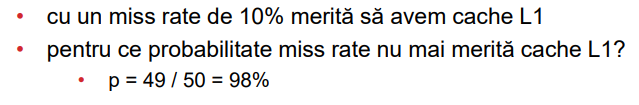 • cu un miss rate de 10% merită să avem cache L1
• pentru ce probabilitate miss rate nu mai merită cache L1?
• p = 49 / 50 = 98%